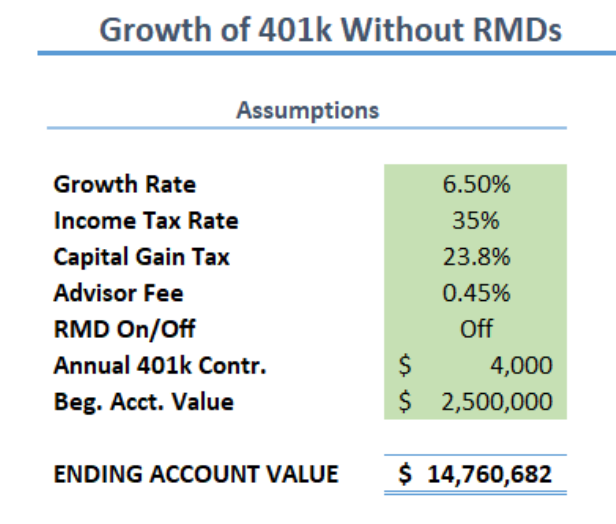 Growth of 401k Without RMDs
Assumptions
Growth Rate 6.50%
Income Tax Rate 35%
Capital Gain Tax 23.8%
Advisor Fee 0.45%
RMD On/Off Off
Annual 401k Contr. $ 4,000
Beg. Acct. Value $ 2,500,000
ENDING ACCOUNT VALUE $ 14,760,682